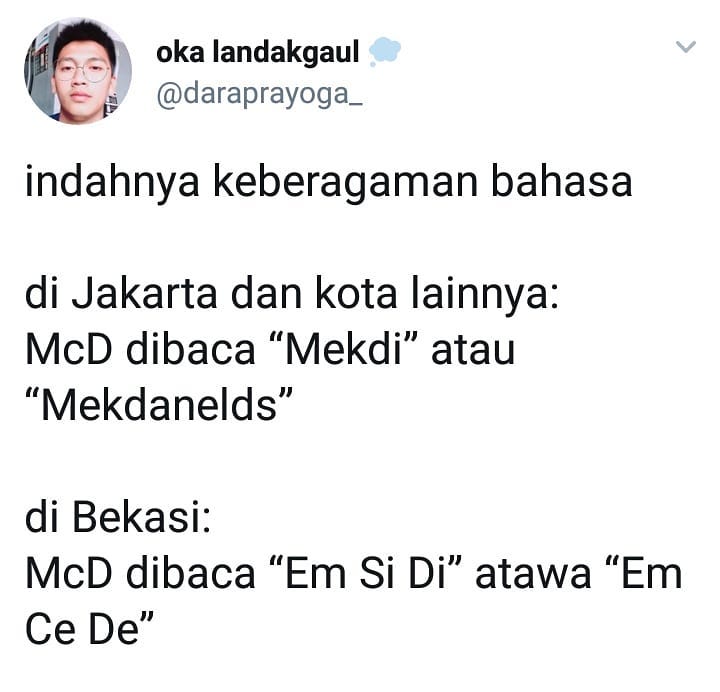 oka landakgaul
@daraprayoga_
indahnya keberagaman bahasa
di Jakarta dan kota lainnya:
McD dibaca “Mekdi” atau
“Mekdanelds”
di Bekasi:
McD dibaca “Em Si Di” atawa “Em
Ce De”